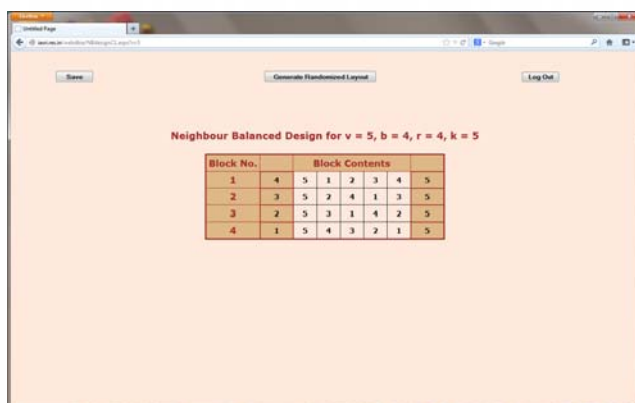 Untitled Page
Google
Save
Generate Randomized Layout
Log Out
Neighbour Balanced Design for v = 5, b = 4, r = 4, k = 5
Block No. Block Contents
1 4 5 1 2 3 4 5
2 3 5 2 4 1 3 5
3 2 5 3 1 4 2 5
4 1 5 4 3 2 1 5